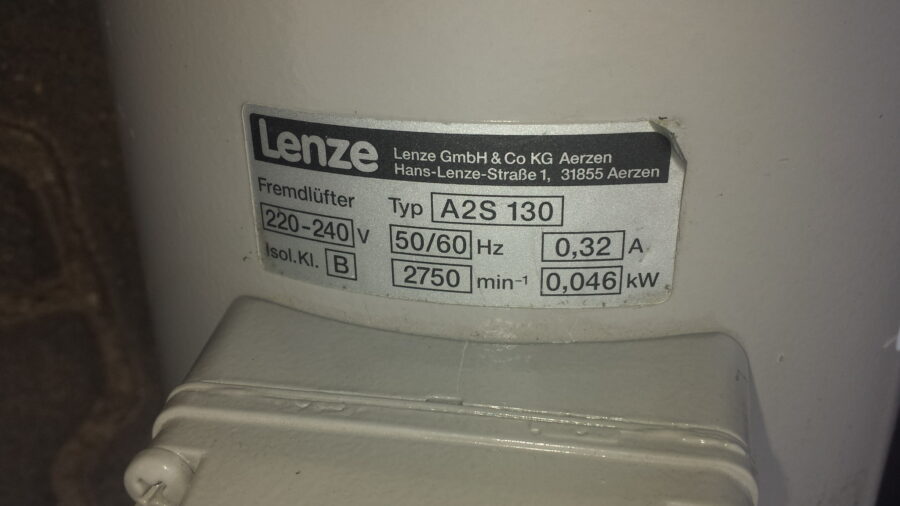 Lenze
Lenze GmbH & Co KG Aerzen
Hans-Lenze-Straße 1, 31855 Aerzen
Fremdlüfter Typ A2S 130
220-240 V 50/60 Hz 0,32 A
Isol.Kl. B 2750 min⁻¹ 0,046 kW